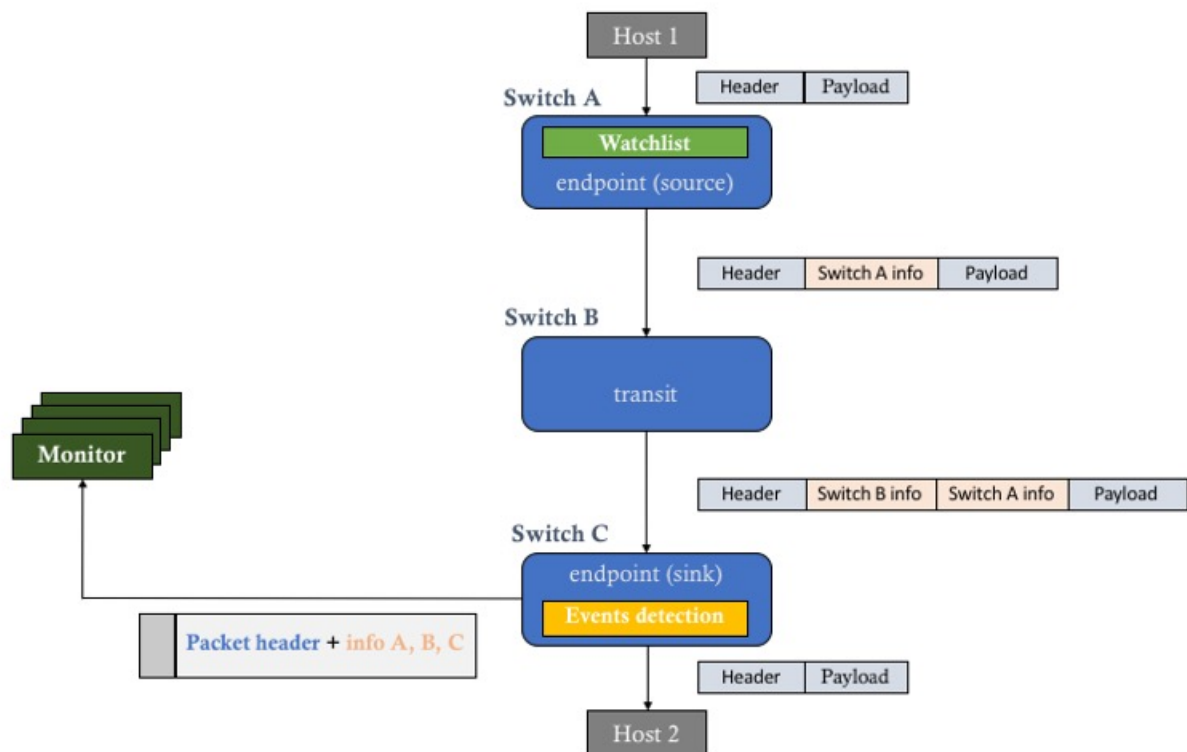 Host 1
Header Payload
Switch A
Watchlist
endpoint (source)
Header Switch A info Payload
Switch B
transit
Monitor
Header Switch B info Switch A info Payload
Switch C
endpoint (sink)
Events detection
Packet header + info A, B, C
Header Payload
Host 2